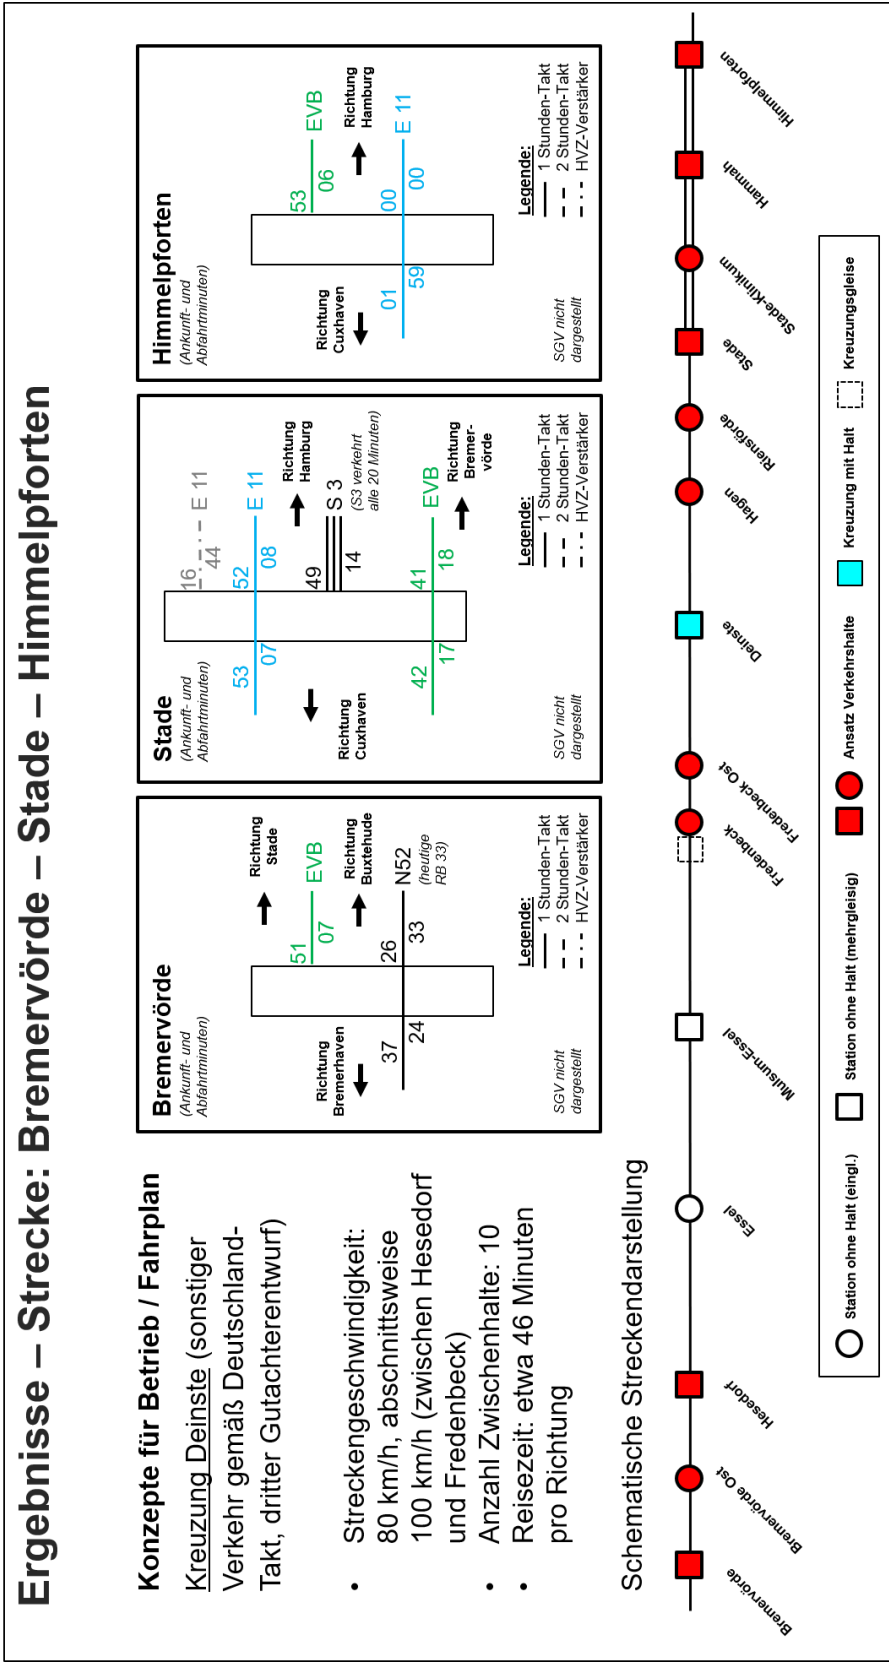 Ergebnisse – Strecke: Bremervörde – Stade – Himmelpforten
Konzepte für Betrieb / Fahrplan
Kreuzung Deinste (sonstiger
Verkehr gemäß Deutschland-
Takt, dritter Gutachterentwurf)
• Streckengeschwindigkeit:
80 km/h, abschnittsweise
100 km/h (zwischen Hesedorf
und Fredenbeck)
• Anzahl Zwischenhalte: 10
• Reisezeit: etwa 46 Minuten
pro Richtung
Bremervörde
(Ankunft- und
Abfahrtminuten)
Richtung
Stade
51
EVB
07
Richtung
Bremerhaven
Richtung
Buxtehude
37
26
N52
24
33
(heutige
RB 33)
SGV nicht
dargestellt
Legende:
1 Stunden-Takt
2 Stunden-Takt
HVZ-Verstärker
Stade
(Ankunft- und
Abfahrtminuten)
16
E 11
44
53
52
E 11
07
08
Richtung
Cuxhaven
Richtung
Hamburg
49
S 3
14
(S3 verkehrt
alle 20 Minuten)
42
41
EVB
17
18
Richtung
Bremer-
vörde
SGV nicht
dargestellt
Legende:
1 Stunden-Takt
2 Stunden-Takt
HVZ-Verstärker
Himmelpforten
(Ankunft- und
Abfahrtminuten)
53
EVB
06
Richtung
Cuxhaven
Richtung
Hamburg
01
00
E 11
59
00
SGV nicht
dargestellt
Legende:
1 Stunden-Takt
2 Stunden-Takt
HVZ-Verstärker
Schematische Streckendarstellung
Bremervörde
Bremervörde Ost
Hesedorf
Essel
Mulsum-Essel
Fredenbeck
Fredenbeck Ost
Deinste
Hagen
Riensförde
Stade
Stade-Klinikum
Hammah
Himmelpforten
Station ohne Halt (eingl.)
Station ohne Halt (mehrgleisig)
Ansatz Verkehrshalte
Kreuzung mit Halt
Kreuzungsgleise